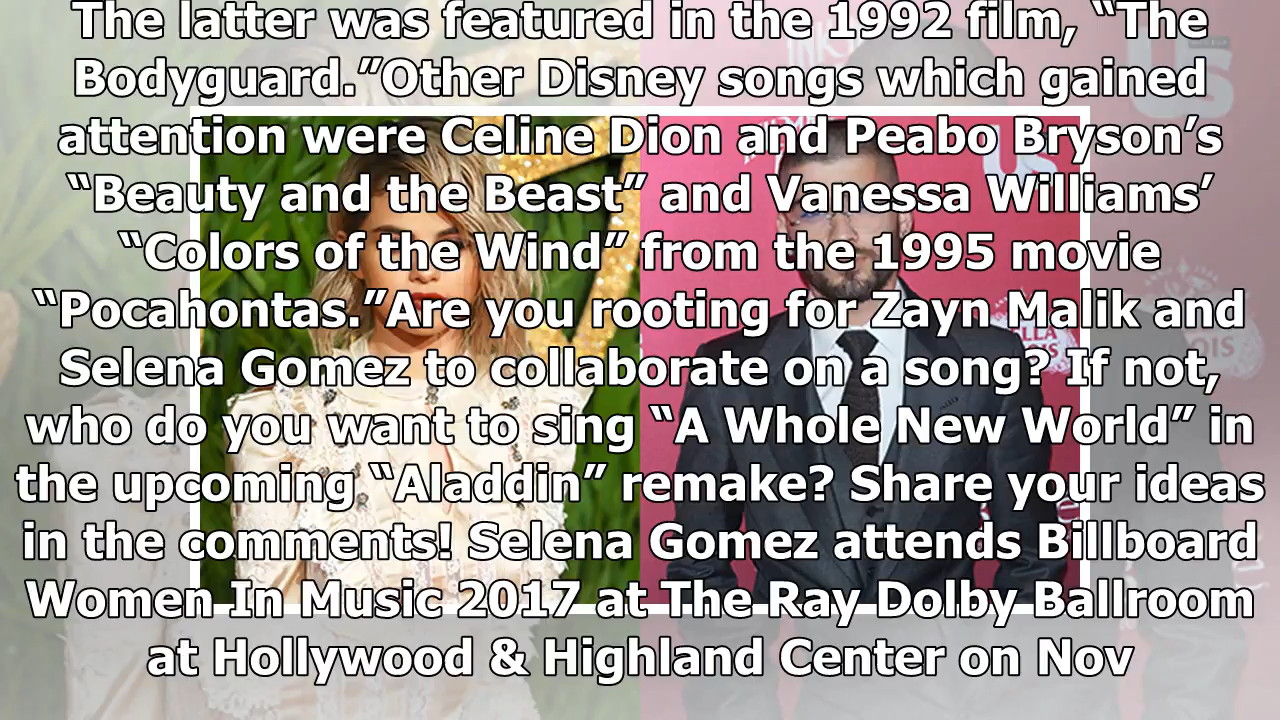 The latter was featured in the 1992 film, “The
Bodyguard.”Other Disney songs which gained
attention were Celine Dion and Peabo Bryson’s
“Beauty and the Beast” and Vanessa Williams’
“Colors of the Wind” from the 1995 movie
“Pocahontas.”Are you rooting for Zayn Malik and
Selena Gomez to collaborate on a song? If not,
who do you want to sing “A Whole New World” in
the upcoming “Aladdin” remake? Share your ideas
in the comments! Selena Gomez attends Billboard
Women In Music 2017 at The Ray Dolby Ballroom
at Hollywood & Highland Center on Nov